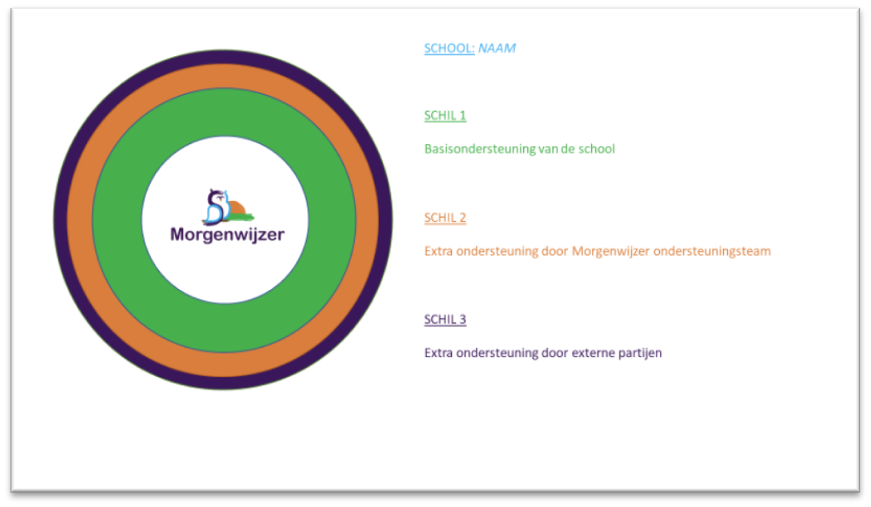 SCHOOL: NAAM
SCHIL 1
Basisondersteuning van de school
SCHIL 2
Extra ondersteuning door Morgenwijzer ondersteuningsteam
SCHIL 3
Extra ondersteuning door externe partijen
Morgenwijzer